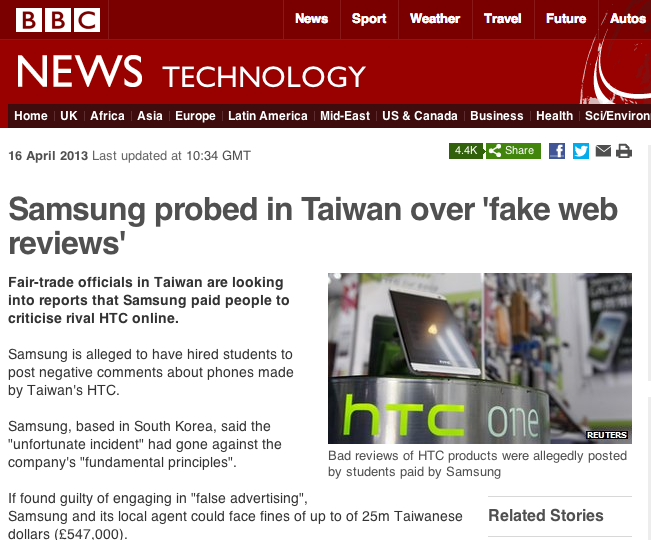 BBC
News Sport Weather Travel Future Autos
NEWS TECHNOLOGY
Home UK Africa Asia Europe Latin America Mid-East US & Canada Business Health Sci/Environ
16 April 2013 Last updated at 10:34 GMT
4.4K Share
Samsung probed in Taiwan over 'fake web
reviews'
Fair-trade officials in Taiwan are looking
into reports that Samsung paid people to
criticise rival HTC online.
Samsung is alleged to have hired students to
post negative comments about phones made
by Taiwan's HTC.
Samsung, based in South Korea, said the
"unfortunate incident" had gone against the
company's "fundamental principles".
If found guilty of engaging in "false advertising",
Samsung and its local agent could face fines of up to of 25m Taiwanese
dollars (£547,000).
hTC one
REUTERS
Bad reviews of HTC products were allegedly posted
by students paid by Samsung
Related Stories